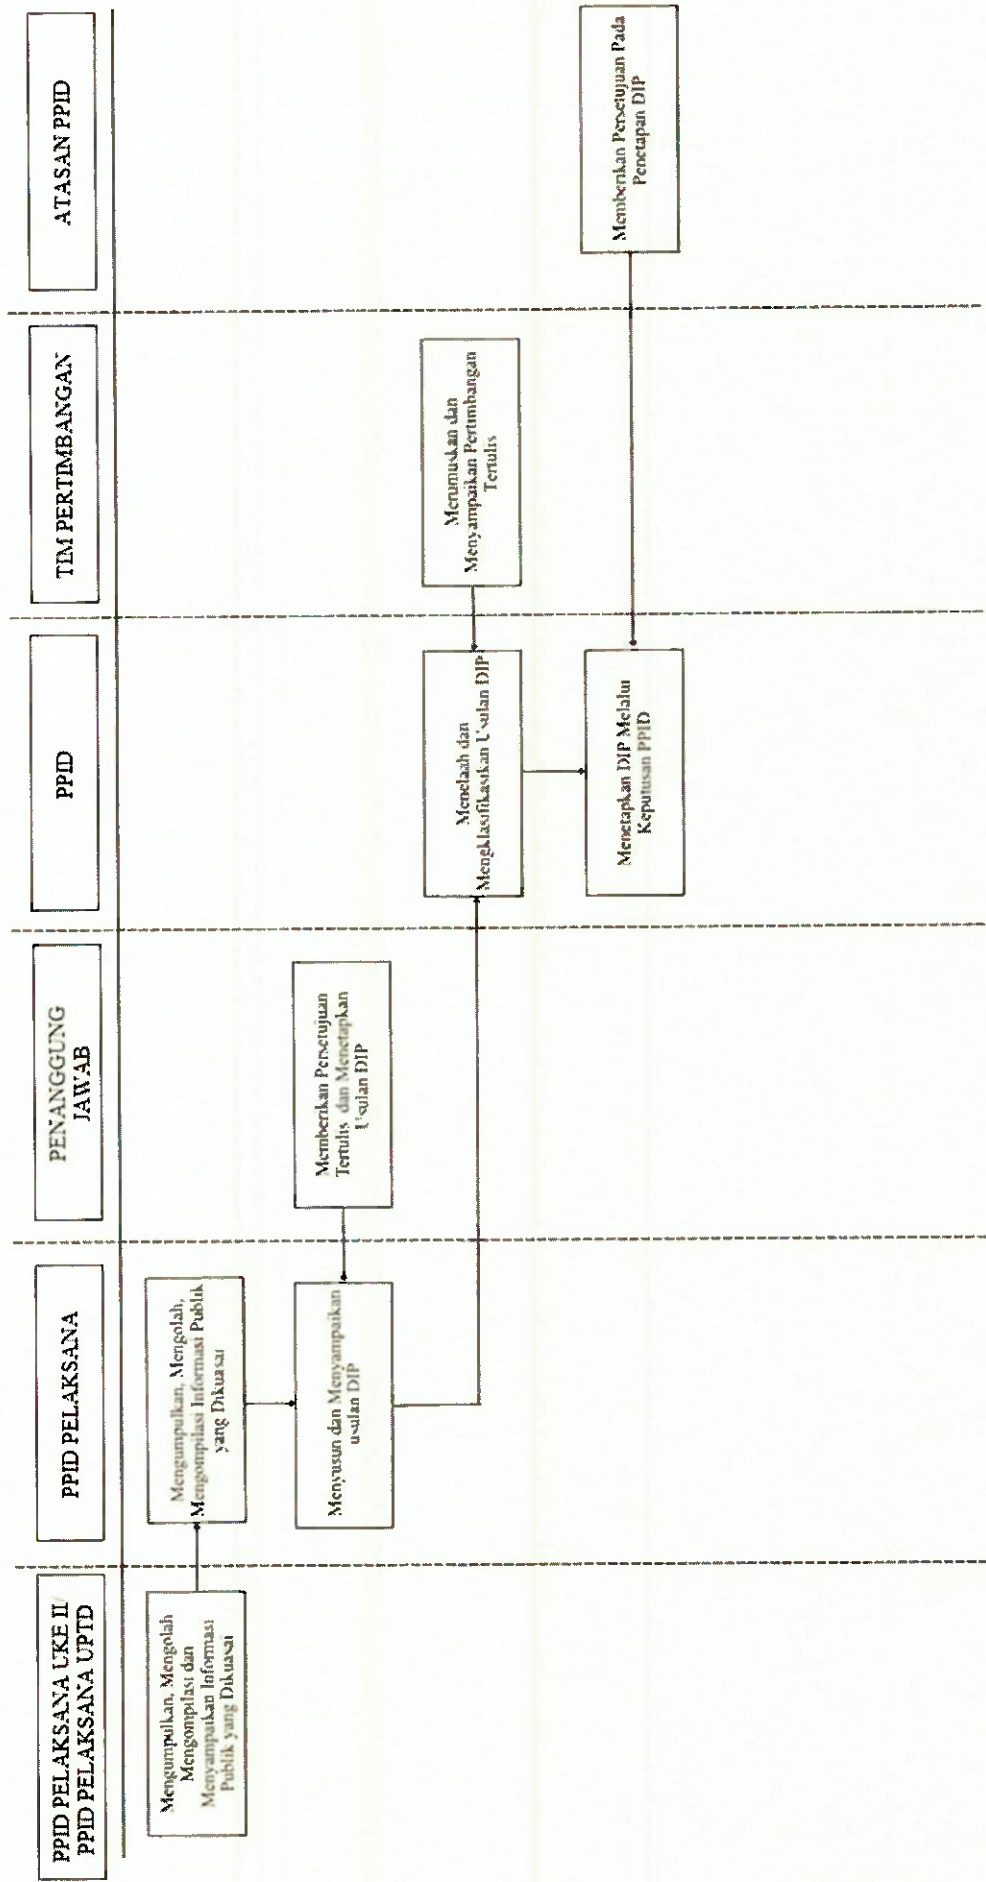 PPID PELAKSANA UKE II/
PPID PELAKSANA UPTD
PPID PELAKSANA
PENANGGUNG
JAWAB
PPID
TIM PERTIMBANGAN
ATASAN PPID
Mengumpulkan, Mengolah
Mengompilasi dan
Menyampaikan Informasi
Publik yang Dikuasai
Mengumpulkan, Mengolah,
Mengompilasi Informasi Publik
yang Dikuasai
Menyusun dan Menyampaikan
usulan DIP
Memberikan Persetujuan
Tertulis dan Menetapkan
Usulan DIP
Menelaah dan
Mengklasifikasikan Usulan DIP
Merumuskan dan
Menyampaikan Pertimbangan
Tertulis
Menetapkan DIP Melalui
Keputusan PPID
Memberikan Persetujuan Pada
Penetapan DIP